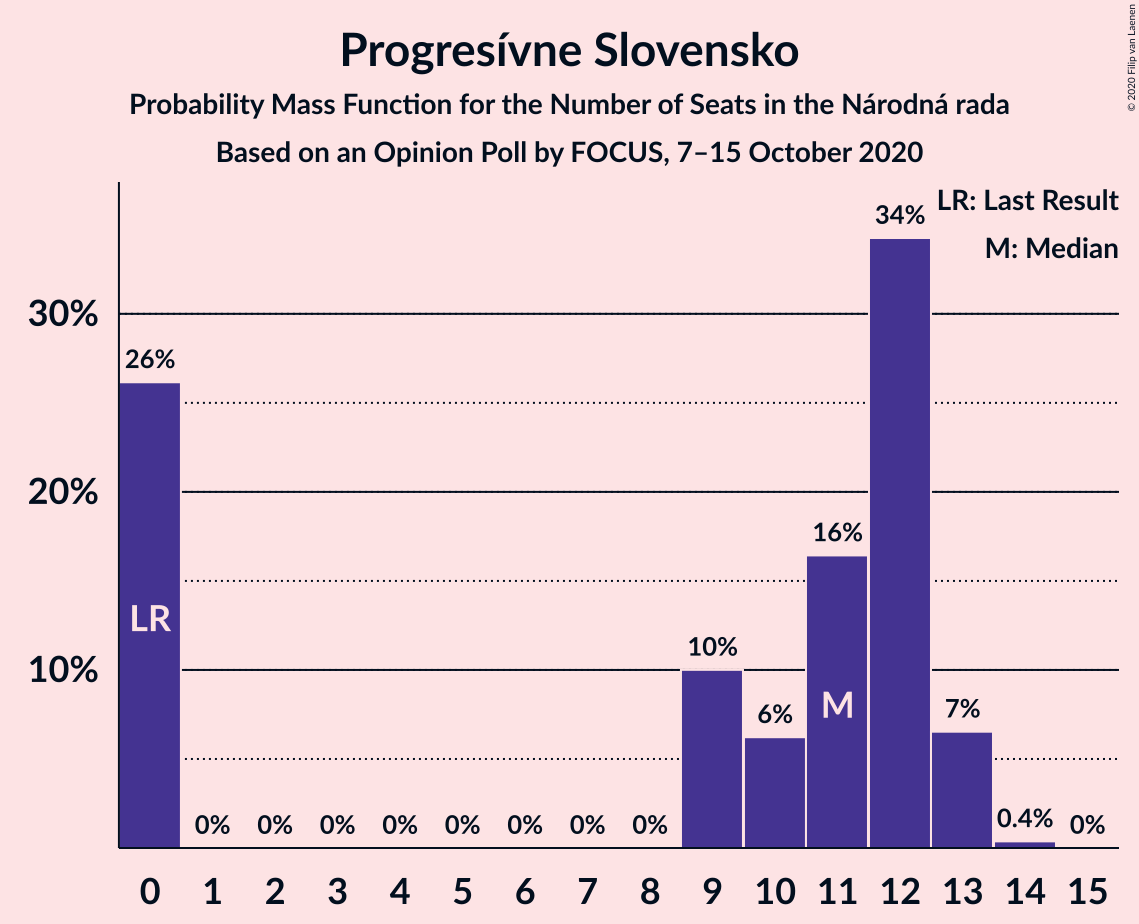 Progresívne Slovensko
Probability Mass Function for the Number of Seats in the Národná rada
Based on an Opinion Poll by FOCUS, 7–15 October 2020
© 2020 Filip van Laenen
LR: Last Result
M: Median
34%
30%
26%
20%
16%
LR
10%
10%
M
6%
7%
0%
0%
0%
0%
0%
0%
0%
0%
0.4%
0%
0 1 2 3 4 5 6 7 8 9 10 11 12 13 14 15